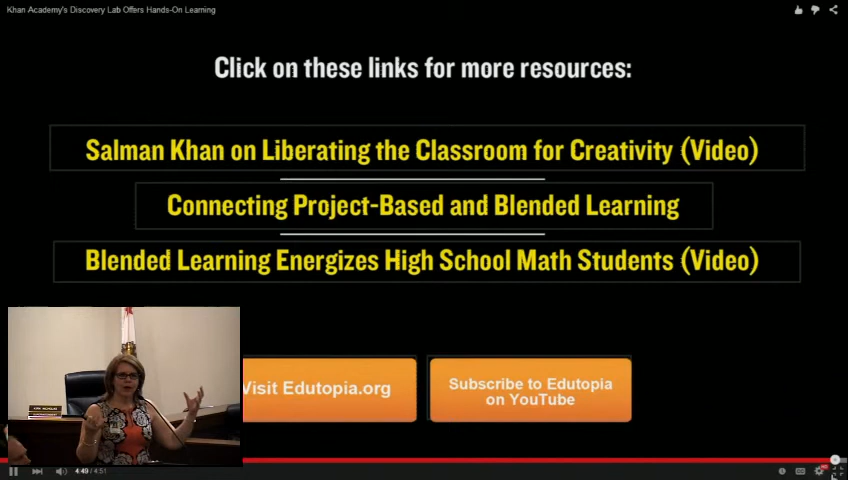 Khan Academy's Discovery Lab Offers Hands-On Learning
Click on these links for more resources:
Salman Khan on Liberating the Classroom for Creativity (Video)
Connecting Project-Based and Blended Learning
Blended Learning Energizes High School Math Students (Video)
Visit Edutopia.org
Subscribe to Edutopia
on YouTube
4:49 / 4:51